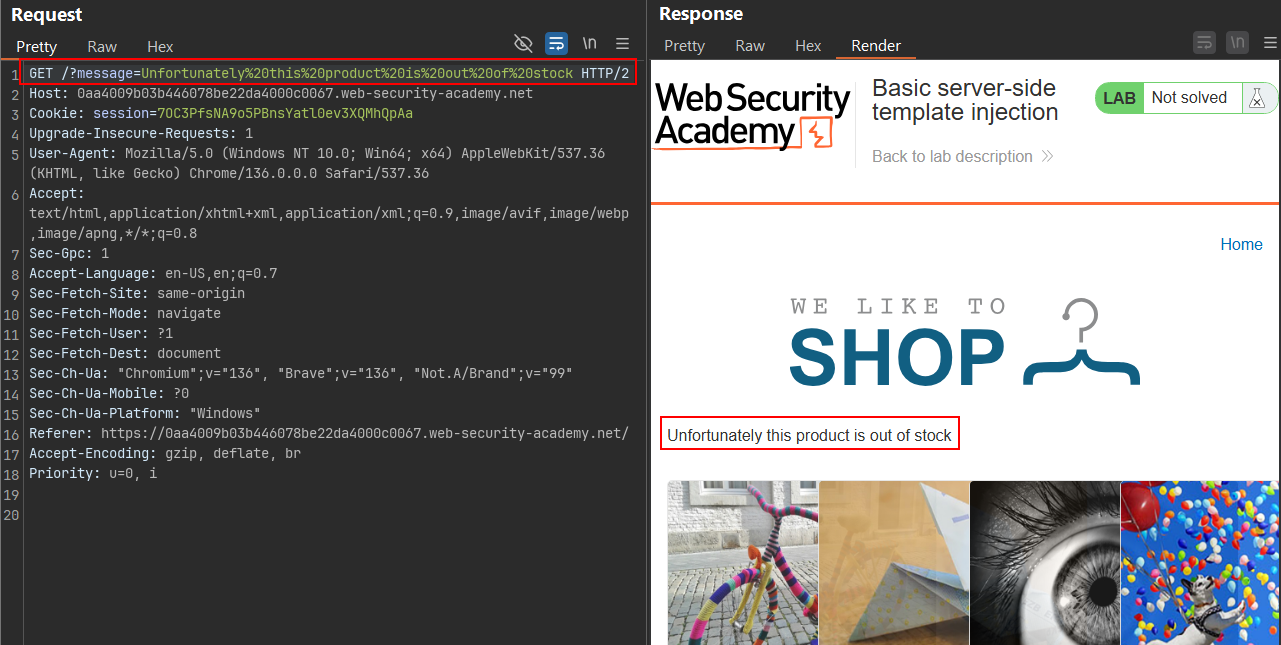 Request
Pretty Raw Hex
\n
1 GET /?message=Unfortunately%20this%20product%20is%20out%20of%20stock HTTP/2
2 Host: 0aa4009b03b446078be22da4000c0067.web-security-academy.net
3 Cookie: session=7OC3PfsNA9o5PBnsYatl0ev3XQMhQpAa
4 Upgrade-Insecure-Requests: 1
5 User-Agent: Mozilla/5.0 (Windows NT 10.0; Win64; x64) AppleWebKit/537.36
(KHTML, like Gecko) Chrome/136.0.0.0 Safari/537.36
6 Accept:
text/html,application/xhtml+xml,application/xml;q=0.9,image/avif,image/webp
,image/apng,*/*;q=0.8
7 Sec-Gpc: 1
8 Accept-Language: en-US,en;q=0.7
9 Sec-Fetch-Site: same-origin
10 Sec-Fetch-Mode: navigate
11 Sec-Fetch-User: ?1
12 Sec-Fetch-Dest: document
13 Sec-Ch-Ua: "Chromium";v="136", "Brave";v="136", "Not.A/Brand";v="99"
14 Sec-Ch-Ua-Mobile: ?0
15 Sec-Ch-Ua-Platform: "Windows"
16 Referer: https://0aa4009b03b446078be22da4000c0067.web-security-academy.net/
17 Accept-Encoding: gzip, deflate, br
18 Priority: u=0, i
19
20
Response
Pretty Raw Hex Render
\n
Web Security
Academy
Basic server-side
template injection
Back to lab description
LAB Not solved
Home
WE LIKE TO
SHOP
Unfortunately this product is out of stock